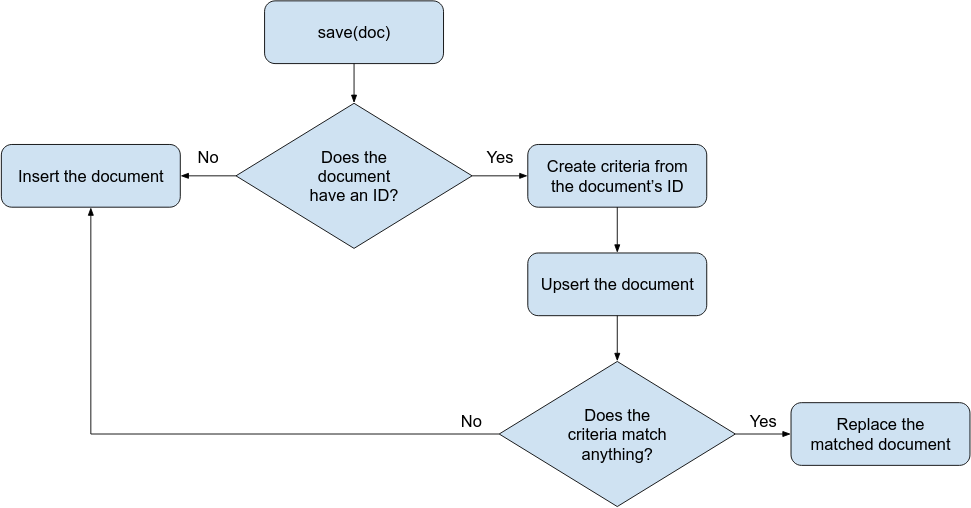 save(doc)
Does the
document
have an ID?
No
Yes
Insert the document
Create criteria from
the document’s ID
Upsert the document
Does the
criteria match
anything?
No
Yes
Replace the
matched document